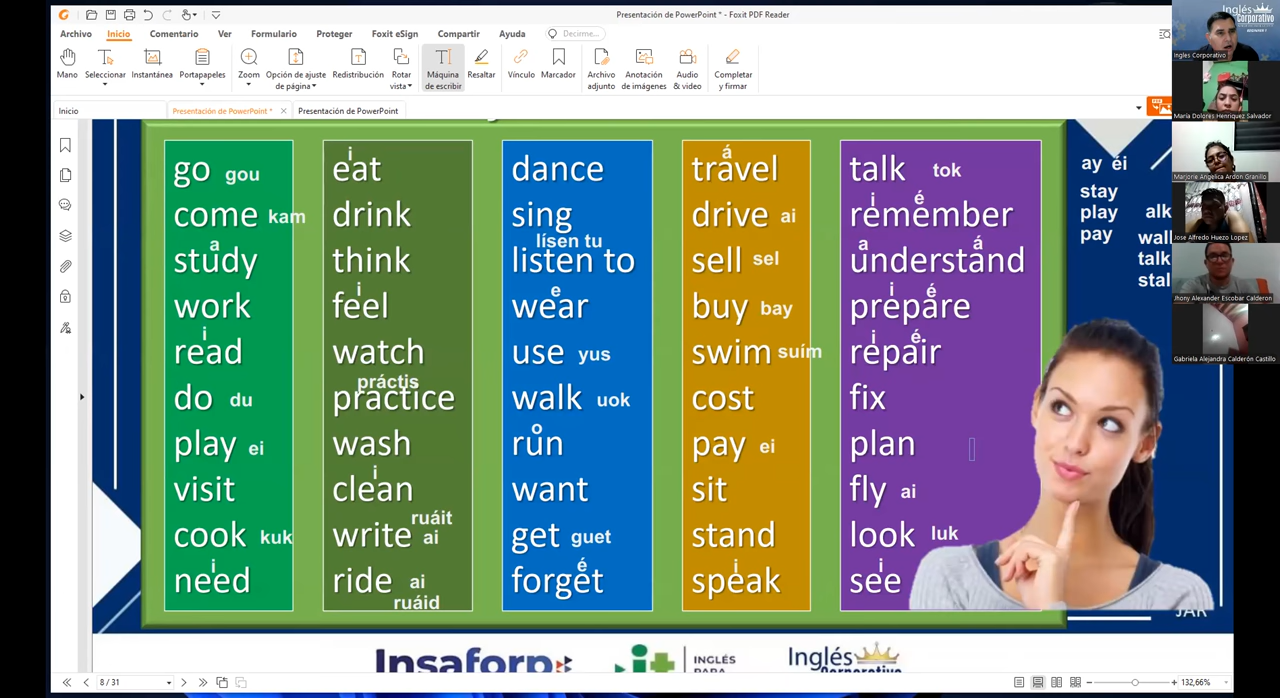 Presentación de PowerPoint * - Foxit PDF Reader
Archivo Inicio Comentario Ver Formulario Proteger Foxit eSign Compartir Ayuda Decirme...
Mano Seleccionar Instantánea Portapapeles Zoom Opción de ajuste de página Redistribución Rotar vista Máquina de escribir Resaltar Vínculo Marcador Archivo adjunto Anotación de imágenes Audio & video Completar y firmar
Inicio Presentación de PowerPoint * Presentación de PowerPoint
go gou
come kam
a
study
work
i
read
do du
play ei
visit
cook kuk
i
need
i
eat
drink
think
i
feel
watch
práctis
practice
wash
i
clean
ruáit
write ai
ride ai
ruáid
dance
sing
lísen tu
listen to
e
wear
use yus
walk uok
o
run
want
get guet
é
forget
á
travel
drive ai
sell sel
buy bay
swim suím
cost
pay ei
sit
stand
i
speak
talk tok
i é
remember
a á
understand
i é
prepare
i é
repair
fix
plan
fly ai
look luk
i
see
ay éi
stay
play
pay
alk
wall
talk
stal
JAR
Insaforp
INGLÉS
PARA
Inglés
Corporativo
8 / 31
132,66%
Inglés
Corporativo
BEGINNER 1
Ingles Corporativo
María Dolores Henriquez Salvador
Marjorie Angelica Ardon Granillo
Jose Alfredo Huezo Lopez
Jhony Alexander Escobar Calderon
Gabriela Alejandra Calderón Castillo